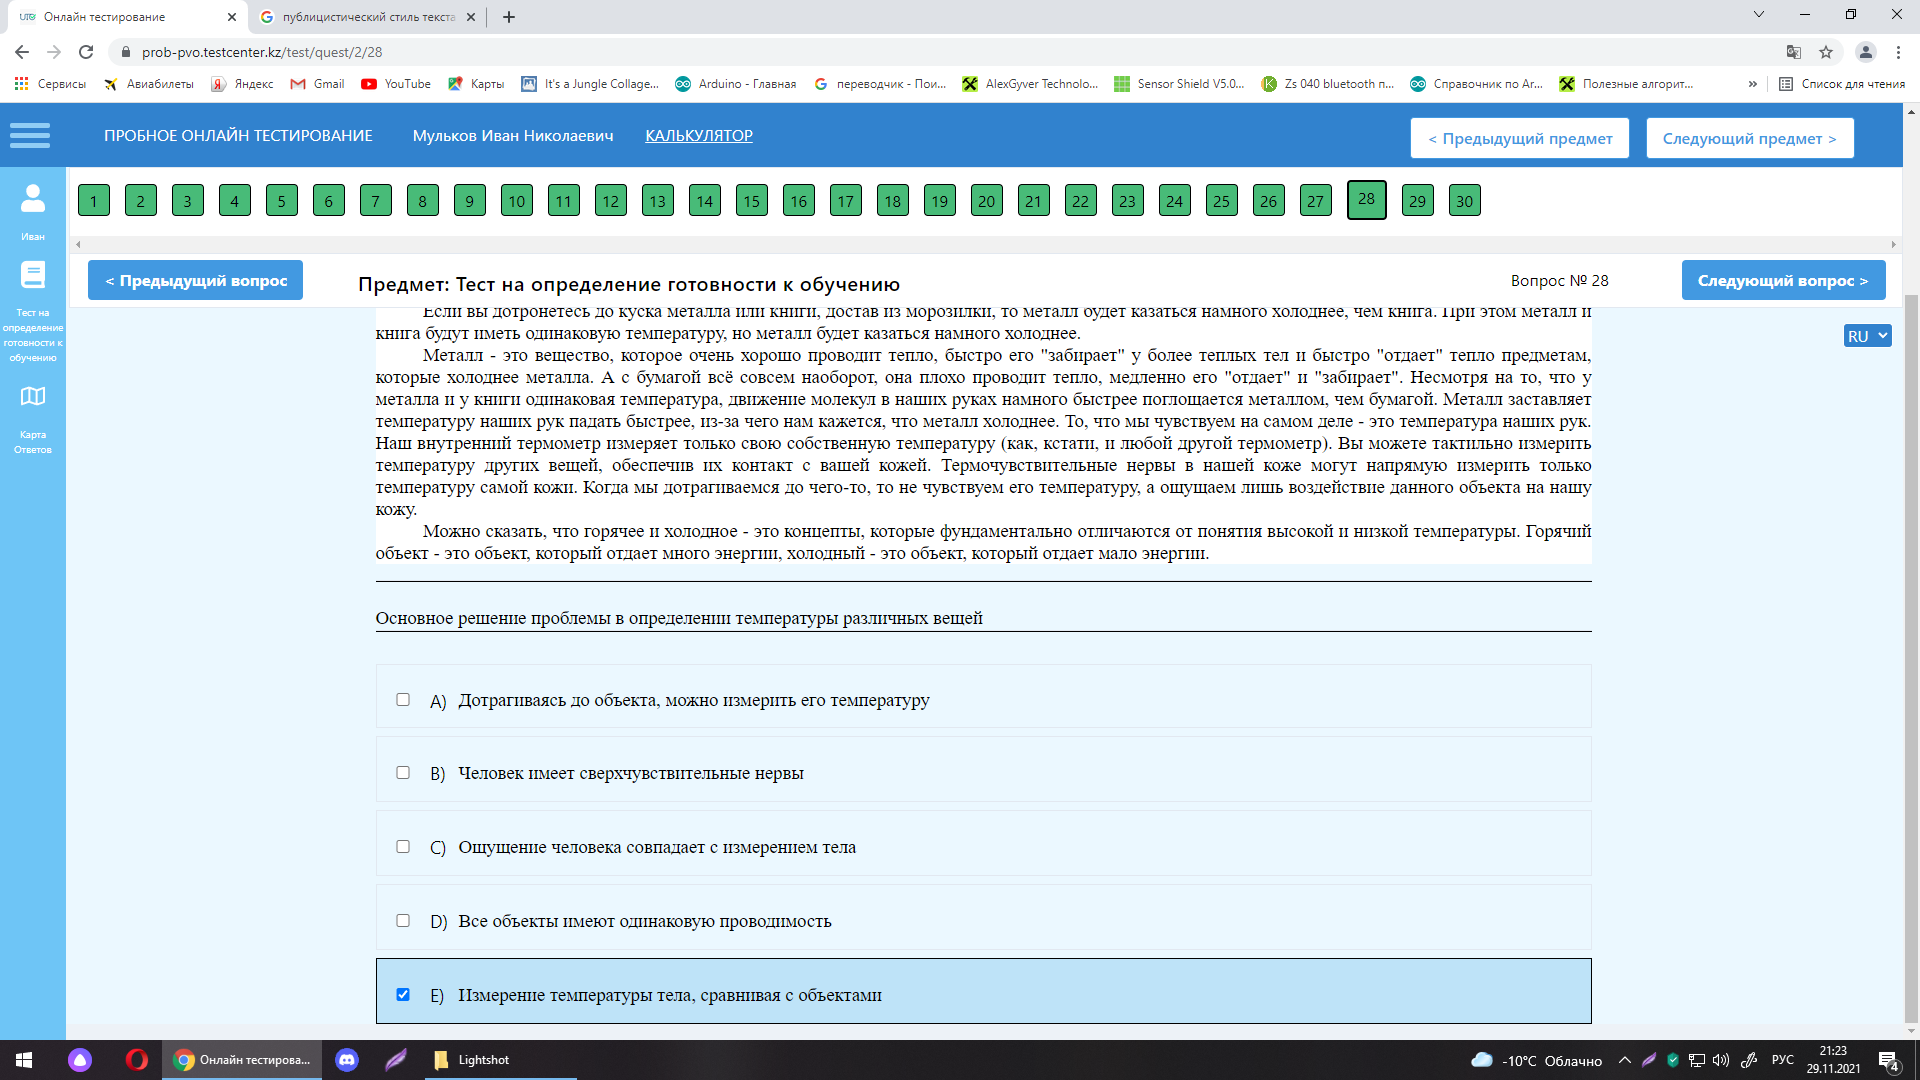 Онлайн тестирование
публицистический стиль текста
prob-pvo.testcenter.kz/test/quest/2/28
Сервисы Авиабилеты Яндекс Gmail YouTube Карты It's a Jungle Collage... Arduino - Главная переводчик - Пои... AlexGyver Technolo... Sensor Shield V5.0... Zs 040 bluetooth п... Справочник по Ar... Полезные алгорит... » Список для чтения
ПРОБНОЕ ОНЛАЙН ТЕСТИРОВАНИЕ Мульков Иван Николаевич КАЛЬКУЛЯТОР < Предыдущий предмет Следующий предмет >
1 2 3 4 5 6 7 8 9 10 11 12 13 14 15 16 17 18 19 20 21 22 23 24 25 26 27 28 29 30
Иван
Тест на
определение
готовности к
обучению
Карта
Ответов
< Предыдущий вопрос Предмет: Тест на определение готовности к обучению Вопрос № 28 Следующий вопрос >
RU
Если вы дотронетесь до куска металла или книги, достав из морозилки, то металл будет казаться намного холоднее, чем книга. При этом металл и
книга будут иметь одинаковую температуру, но металл будет казаться намного холоднее.
Металл - это вещество, которое очень хорошо проводит тепло, быстро его "забирает" у более теплых тел и быстро "отдает" тепло предметам,
которые холоднее металла. А с бумагой всё совсем наоборот, она плохо проводит тепло, медленно его "отдает" и "забирает". Несмотря на то, что у
металла и у книги одинаковая температура, движение молекул в наших руках намного быстрее поглощается металлом, чем бумагой. Металл заставляет
температуру наших рук падать быстрее, из-за чего нам кажется, что металл холоднее. То, что мы чувствуем на самом деле - это температура наших рук.
Наш внутренний термометр измеряет только свою собственную температуру (как, кстати, и любой другой термометр). Вы можете тактильно измерить
температуру других вещей, обеспечив их контакт с вашей кожей. Термочувствительные нервы в нашей коже могут напрямую измерить только
температуру самой кожи. Когда мы дотрагиваемся до чего-то, то не чувствуем его температуру, а ощущаем лишь воздействие данного объекта на нашу
кожу.
Можно сказать, что горячее и холодное - это концепты, которые фундаментально отличаются от понятия высокой и низкой температуры. Горячий
объект - это объект, который отдает много энергии, холодный - это объект, который отдает мало энергии.
Основное решение проблемы в определении температуры различных вещей
A) Дотрагиваясь до объекта, можно измерить его температуру
B) Человек имеет сверхчувствительные нервы
C) Ощущение человека совпадает с измерением тела
D) Все объекты имеют одинаковую проводимость
E) Измерение температуры тела, сравнивая с объектами
Онлайн тестирова... Lightshot -10°C Облачно РУС 21:23
29.11.2021 4